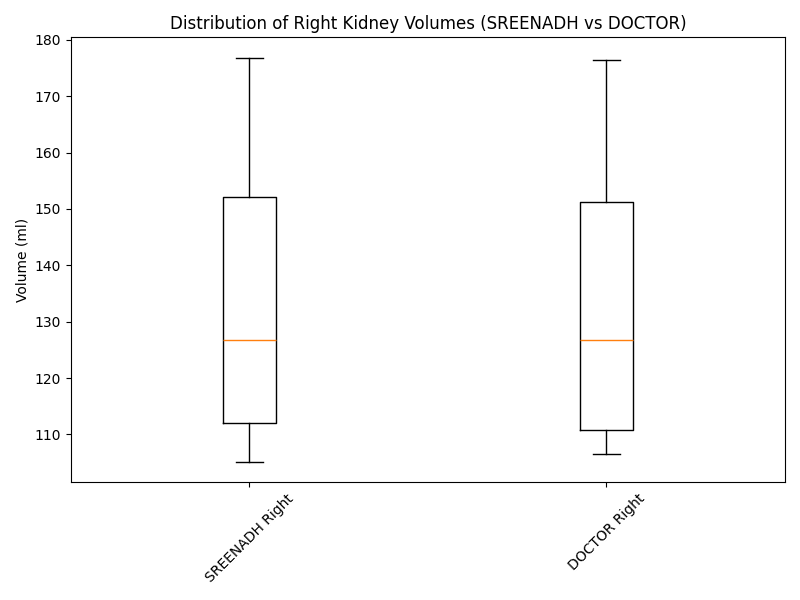 Distribution of Right Kidney Volumes (SREENADH vs DOCTOR)
180
170
160
150
140
130
120
110
Volume (ml)
SREENADH Right
DOCTOR Right